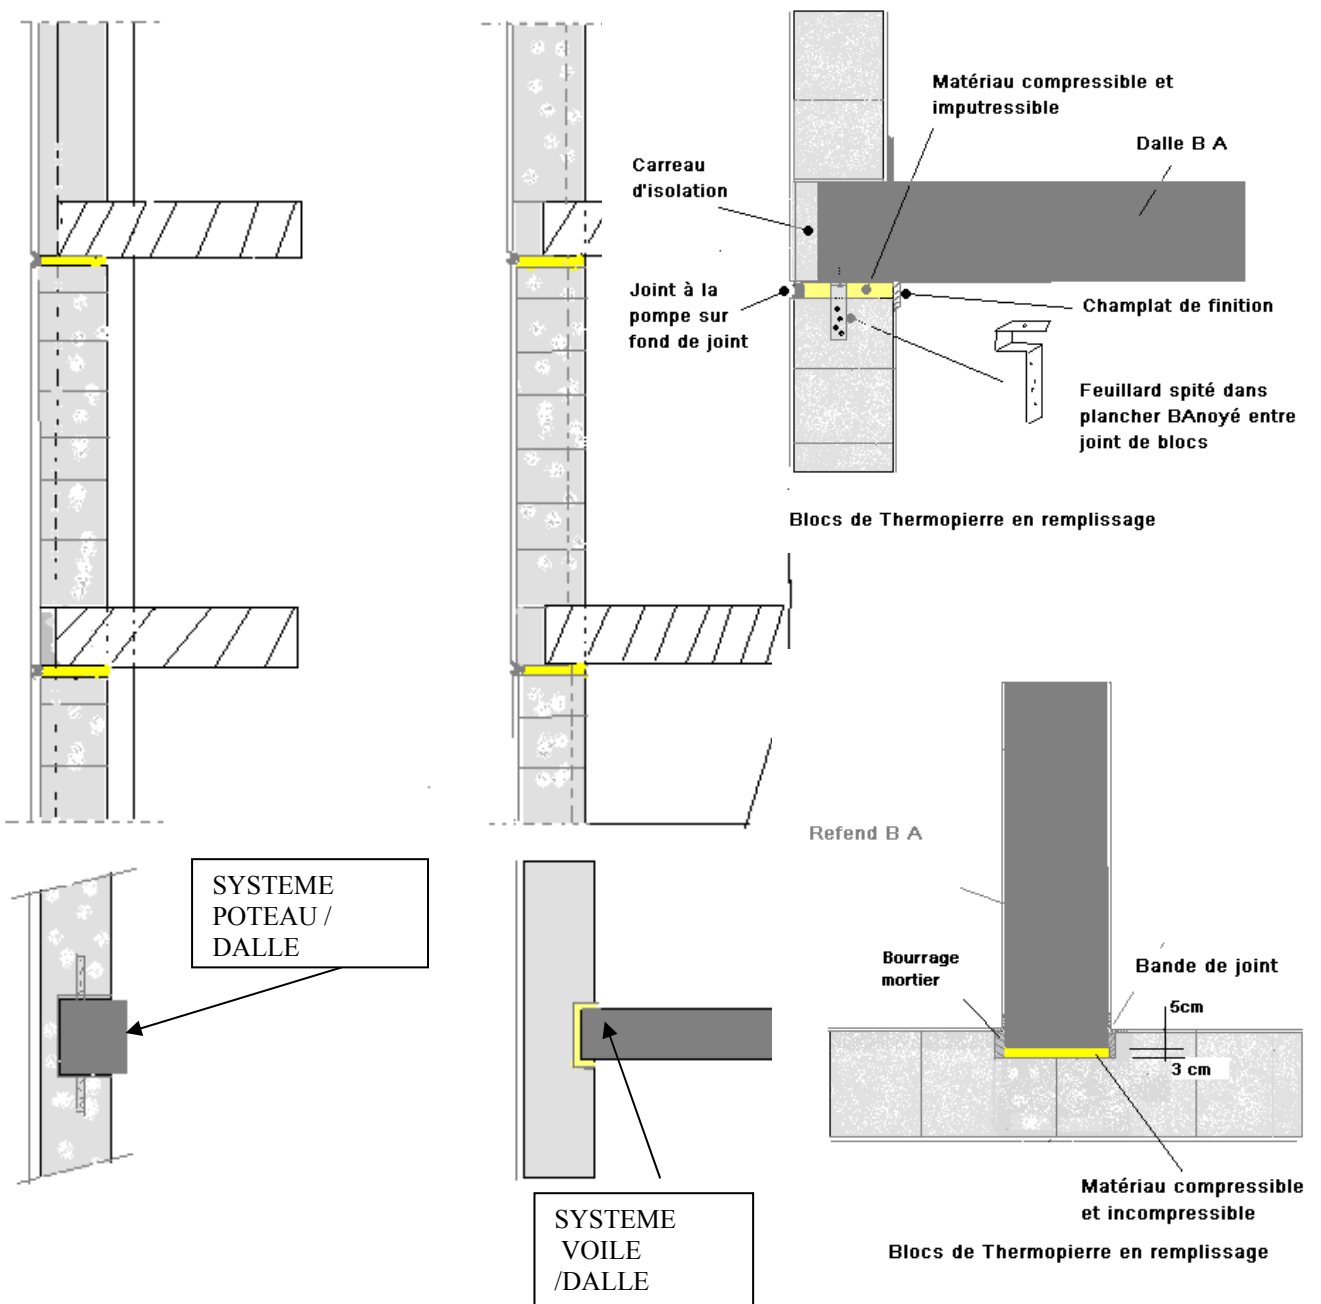 Matériau compressible et
imputressible
Dalle B A
Carreau
d'isolation
Joint à la
pompe sur
fond de joint
Champlat de finition
Feuillard spité dans
plancher BAnoyé entre
joint de blocs
Blocs de Thermopierre en remplissage
Refend B A
SYSTEME
POTEAU /
DALLE
Bourrage
mortier
Bande de joint
5cm
3 cm
Matériau compressible
et incompressible
SYSTEME
VOILE
/DALLE
Blocs de Thermopierre en remplissage